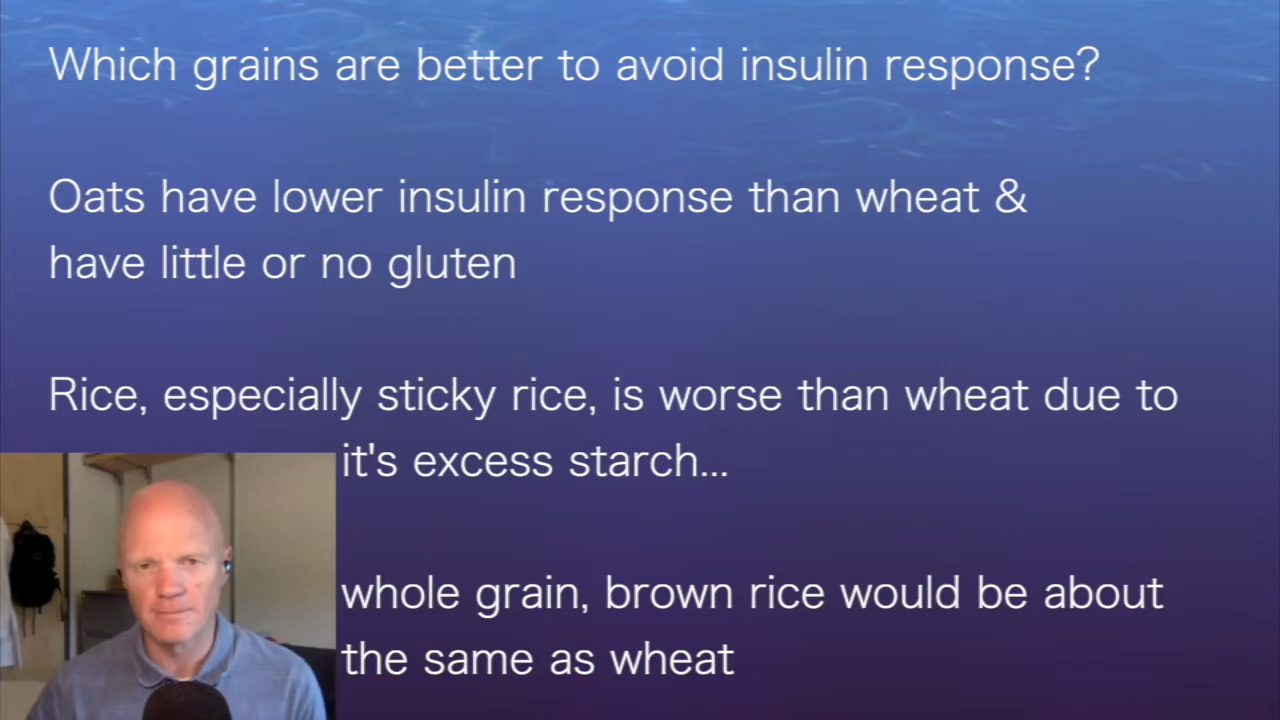 Which grains are better to avoid insulin response?
Oats have lower insulin response than wheat &
have little or no gluten
Rice, especially sticky rice, is worse than wheat due to
it's excess starch...
whole grain, brown rice would be about
the same as wheat